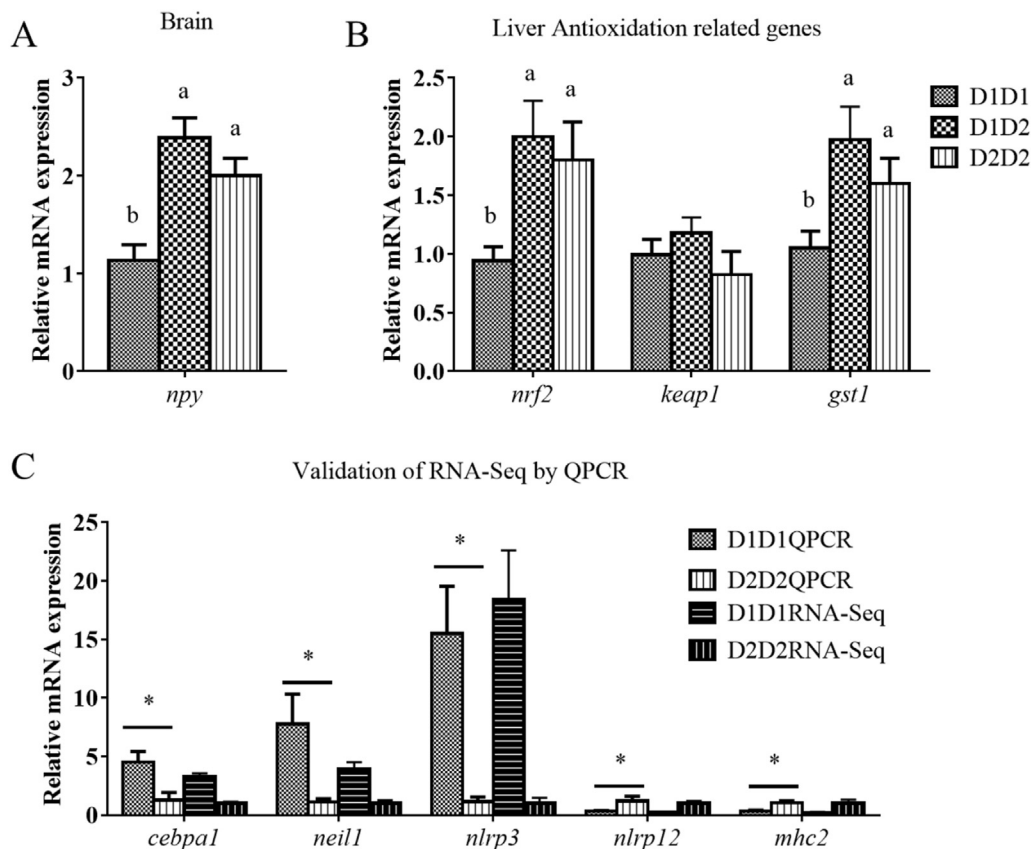 A
Brain
Relative mRNA expression
3
2
1
0
b
a
a
npy
B
Liver Antioxidation related genes
Relative mRNA expression
2.5
2.0
1.5
1.0
0.5
0.0
b
a
a
b
a
a
nrf2
keap1
gst1
D1D1
D1D2
D2D2
C
Validation of RNA-Seq by QPCR
Relative mRNA expression
25
20
15
10
5
0
*
*
*
*
*
cebpa1
neil1
nlrp3
nlrp12
mhc2
D1D1QPCR
D2D2QPCR
D1D1RNA-Seq
D2D2RNA-Seq